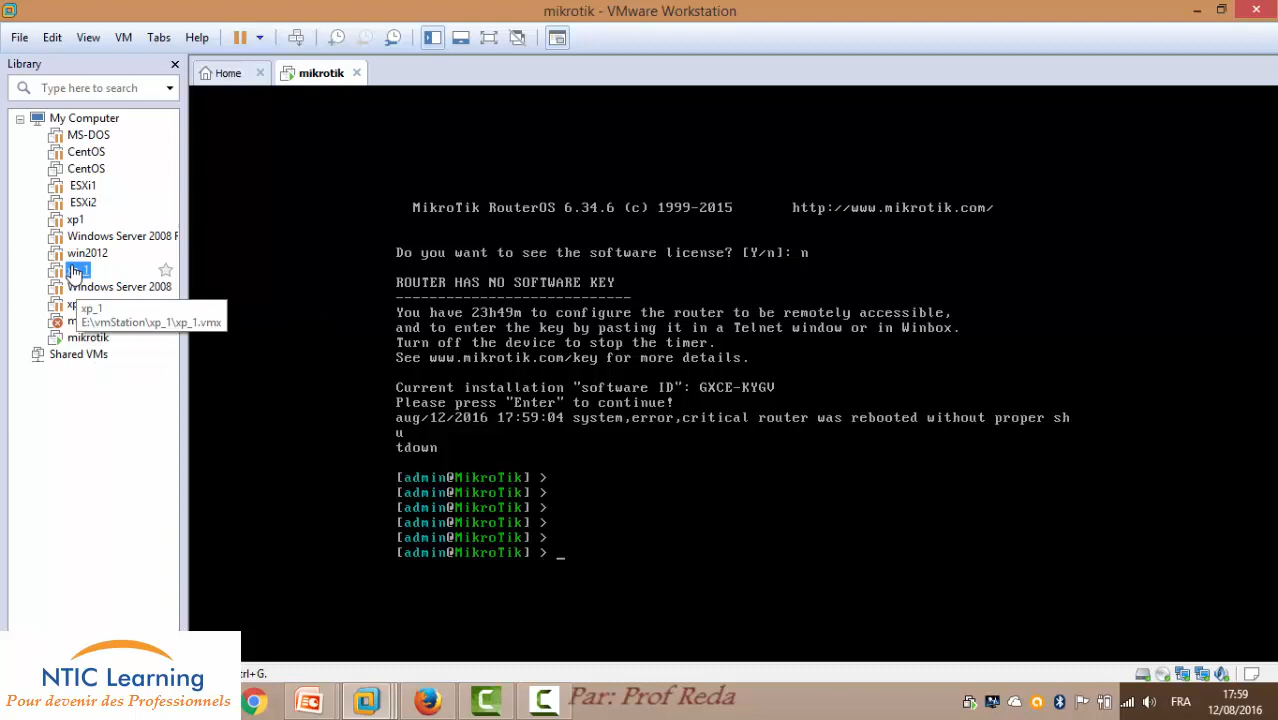 mikrotik - VMware Workstation
File Edit View VM Tabs Help
Library
Type here to search
Home
mikrotik
My Computer
MS-DOS
CentOS
CentOS
ESXi1
ESXi2
xp1
Windows Server 2008 R
win2012
Windows Server 2008
xp_1
E:\vmStation\xp_1\xp_1.vmx
mikrotik
Shared VMs
MikroTik RouterOS 6.34.6 (c) 1999-2015 http://www.mikrotik.com/
Do you want to see the software license? [Y/n]: n
ROUTER HAS NO SOFTWARE KEY
----------------------------
You have 23h49m to configure the router to be remotely accessible,
and to enter the key by pasting it in a Telnet window or in Winbox.
Turn off the device to stop the timer.
See www.mikrotik.com/key for more details.
Current installation "software ID": GXCE-KYGV
Please press "Enter" to continue!
aug/12/2016 17:59:04 system,error,critical router was rebooted without proper sh
u
tdown
[admin@MikroTik] >
[admin@MikroTik] >
[admin@MikroTik] >
[admin@MikroTik] >
[admin@MikroTik] >
[admin@MikroTik] > _
NTIC Learning
Pour devenir des Professionnels
trl+G.
Par: Prof Reda
FRA
17:59
12/08/2016